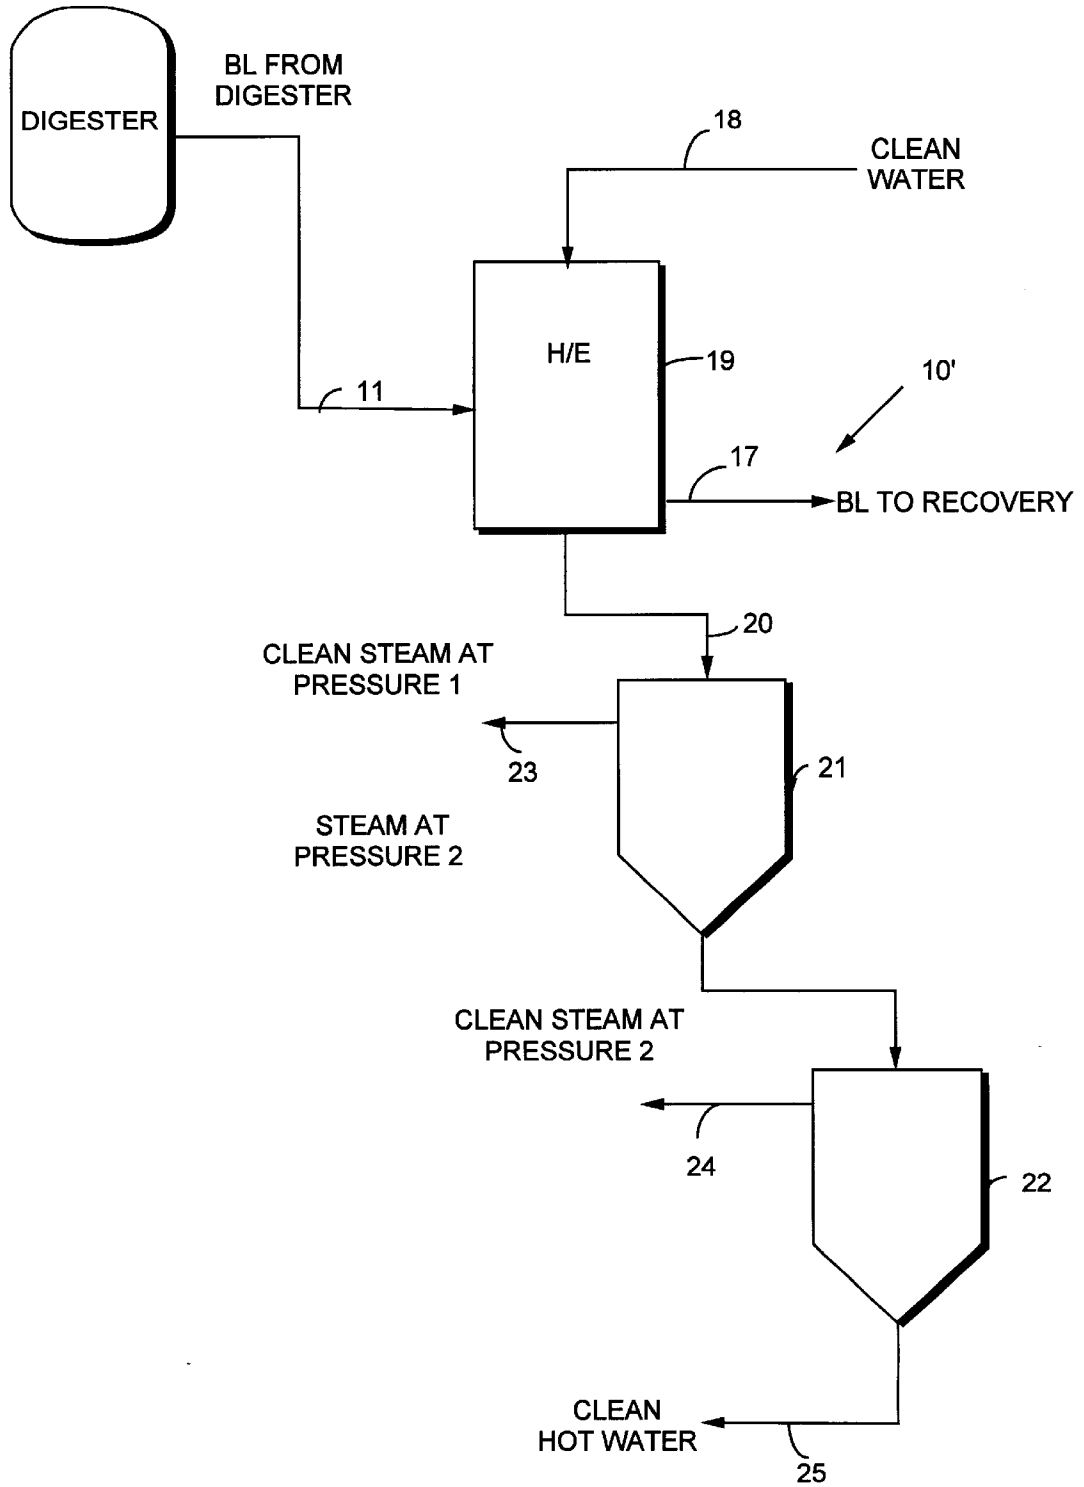 BL FROM
DIGESTER
DIGESTER
18
CLEAN
WATER
H/E
19
10'
11
17
BL TO RECOVERY
20
CLEAN STEAM AT
PRESSURE 1
23
21
STEAM AT
PRESSURE 2
CLEAN STEAM AT
PRESSURE 2
24
22
CLEAN
HOT WATER
25